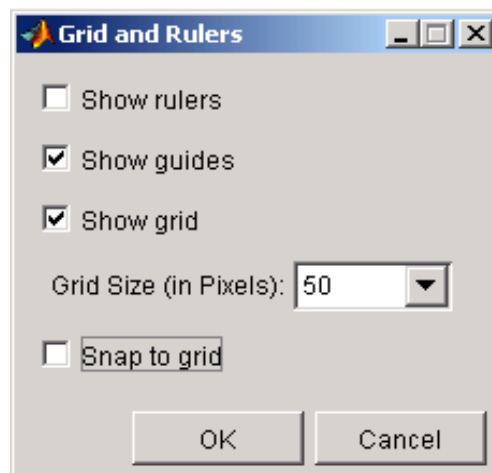 Grid and Rulers
Show rulers
Show guides
Show grid
Grid Size (in Pixels): 50
Snap to grid
OK Cancel